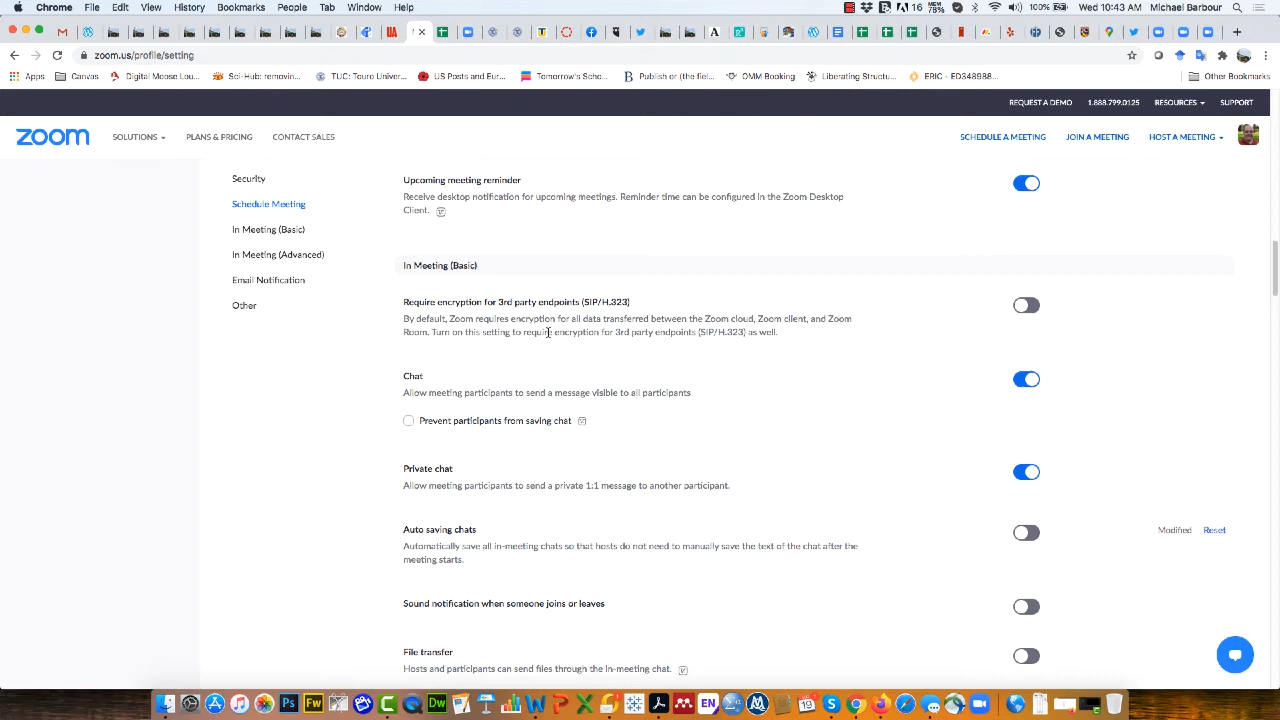 Chrome File Edit View History Bookmarks People Tab Window Help 16 MEM 78% 100% Wed 10:43 AM Michael Barbour
zoom.us/profile/setting
Apps Canvas Digital Moose Lou... Sci-Hub: removin... TUC: Touro Univer... US Posts and Eur... Tomorrow's Scho... Publish or (the fiel... OMM Booking Liberating Structu... ERIC - ED348988... Other Bookmarks
REQUEST A DEMO 1.888.799.0125 RESOURCES SUPPORT
zoom SOLUTIONS PLANS & PRICING CONTACT SALES SCHEDULE A MEETING JOIN A MEETING HOST A MEETING
Security
Schedule Meeting
In Meeting (Basic)
In Meeting (Advanced)
Email Notification
Other
Upcoming meeting reminder
Receive desktop notification for upcoming meetings. Reminder time can be configured in the Zoom Desktop
Client.
In Meeting (Basic)
Require encryption for 3rd party endpoints (SIP/H.323)
By default, Zoom requires encryption for all data transferred between the Zoom cloud, Zoom client, and Zoom
Room. Turn on this setting to require encryption for 3rd party endpoints (SIP/H.323) as well.
Chat
Allow meeting participants to send a message visible to all participants
Prevent participants from saving chat
Private chat
Allow meeting participants to send a private 1:1 message to another participant.
Auto saving chats
Modified Reset
Automatically save all in-meeting chats so that hosts do not need to manually save the text of the chat after the
meeting starts.
Sound notification when someone joins or leaves
File transfer
Hosts and participants can send files through the in-meeting chat.